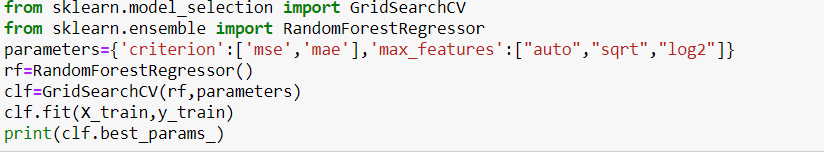 from sklearn.model_selection import GridSearchCV
from sklearn.ensemble import RandomForestRegressor
parameters={'criterion':['mse','mae'],'max_features':["auto","sqrt","log2"]}
rf=RandomForestRegressor()
clf=GridSearchCV(rf,parameters)
clf.fit(X_train,y_train)
print(clf.best_params_)